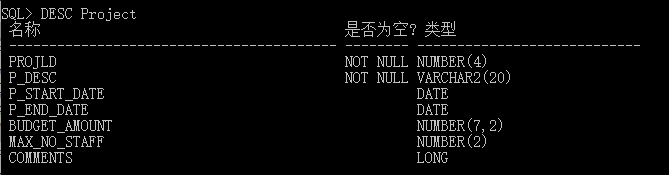 SQL> DESC Project
名称 是否为空? 类型
----------------------------------------- -------- ----------------------------
PROJLD NOT NULL NUMBER(4)
P_DESC NOT NULL VARCHAR2(20)
P_START_DATE DATE
P_END_DATE DATE
BUDGET_AMOUNT NUMBER(7,2)
MAX_NO_STAFF NUMBER(2)
COMMENTS LONG